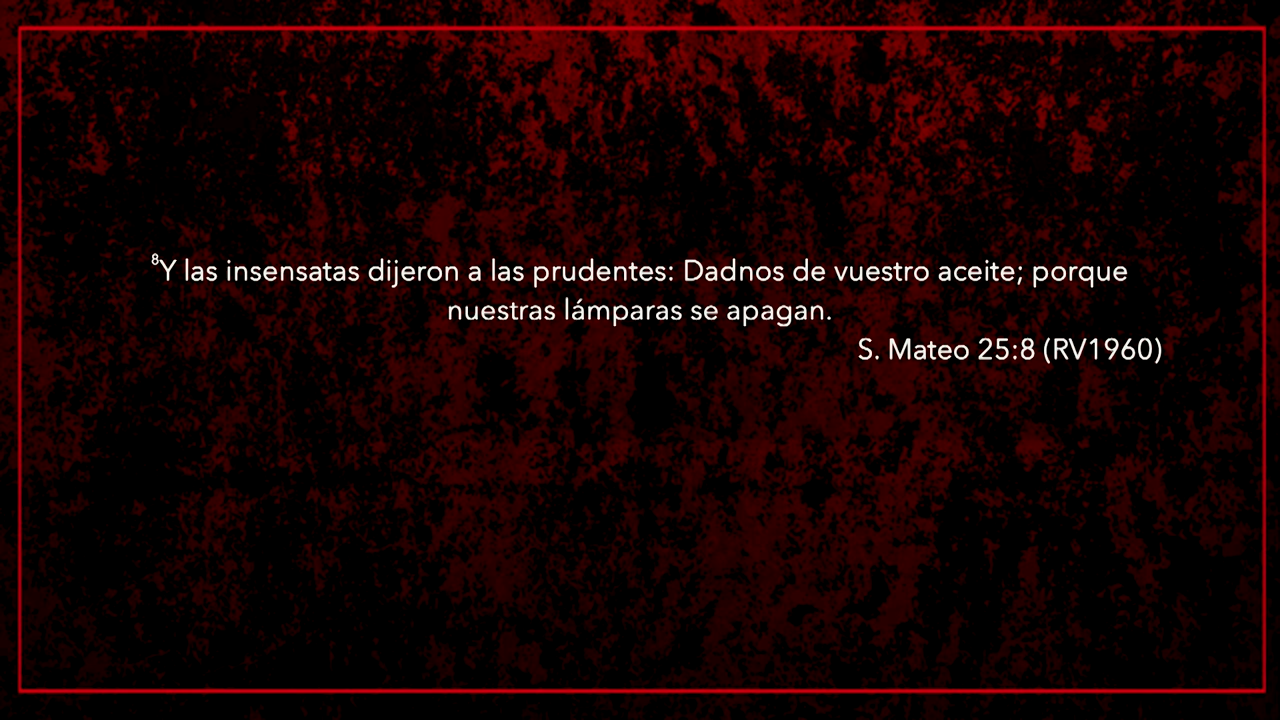 ⁸Y las insensatas dijeron a las prudentes: Dadnos de vuestro aceite; porque
nuestras lámparas se apagan.
S. Mateo 25:8 (RV1960)